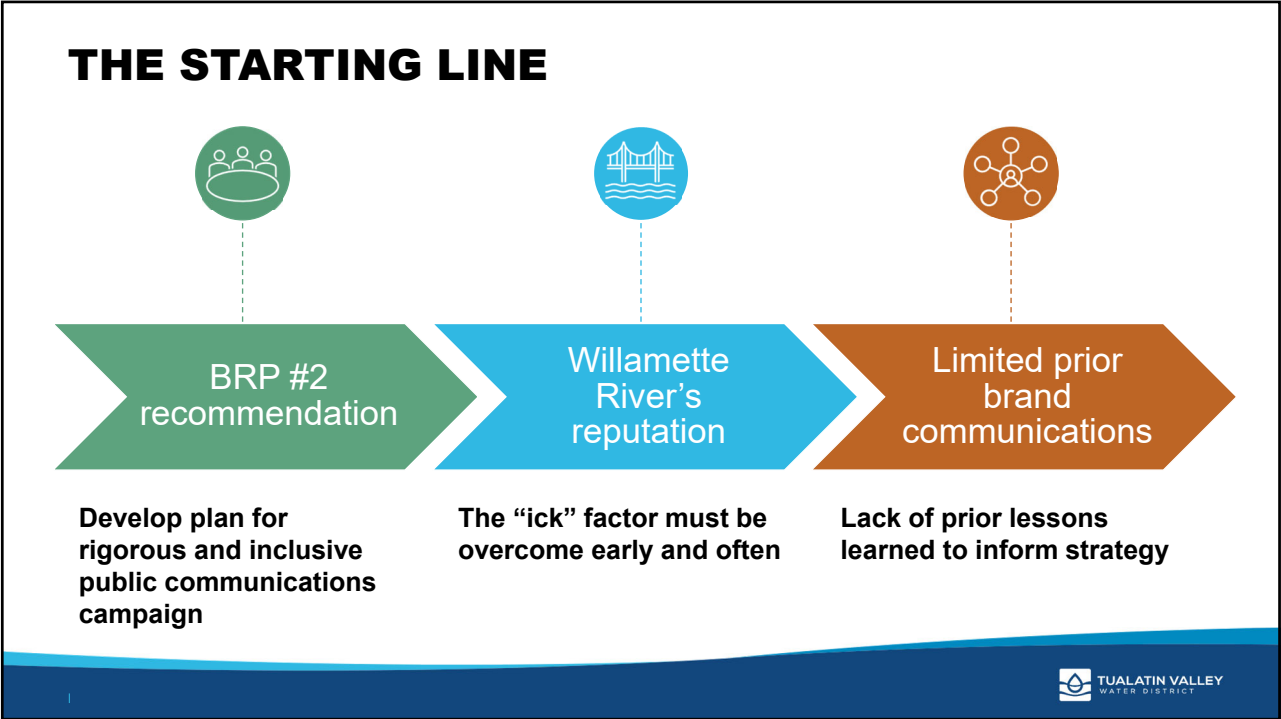 THE STARTING LINE
BRP #2
recommendation
Willamette
River’s
reputation
Limited prior
brand
communications
Develop plan for
rigorous and inclusive
public communications
campaign
The “ick” factor must be
overcome early and often
Lack of prior lessons
learned to inform strategy
|
TUALATIN VALLEY
WATER DISTRICT